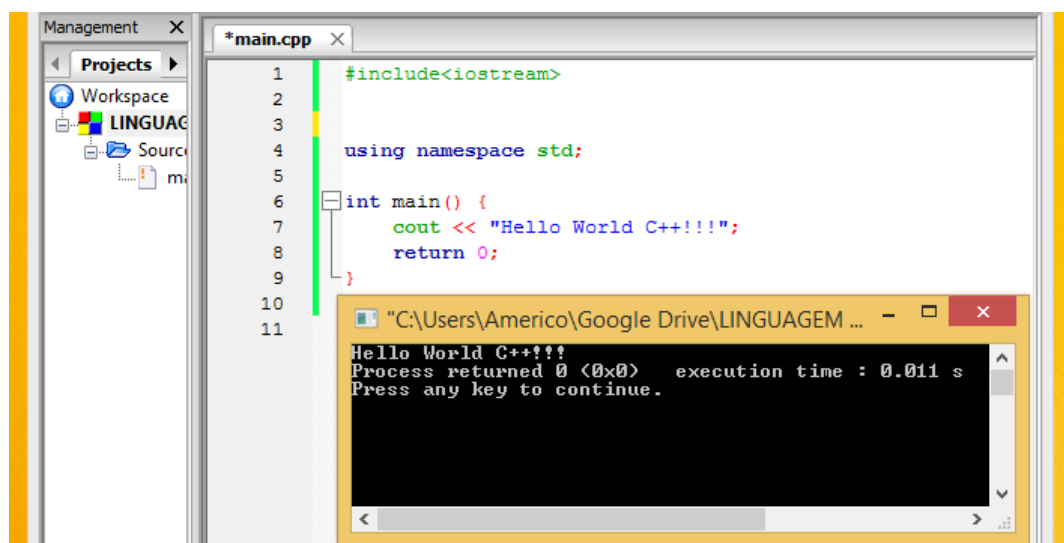 Management X
Projects
Workspace
LINGUAG
Sourc
ma
*main.cpp X
1 #include<iostream>
2
3
4 using namespace std;
5
6 int main() {
7 cout << "Hello World C++!!!";
8 return 0;
9 }
10
11
"C:\Users\Americo\Google Drive\LINGUAGEM ...
Hello World C++!!!
Process returned 0 (0x0) execution time : 0.011 s
Press any key to continue.